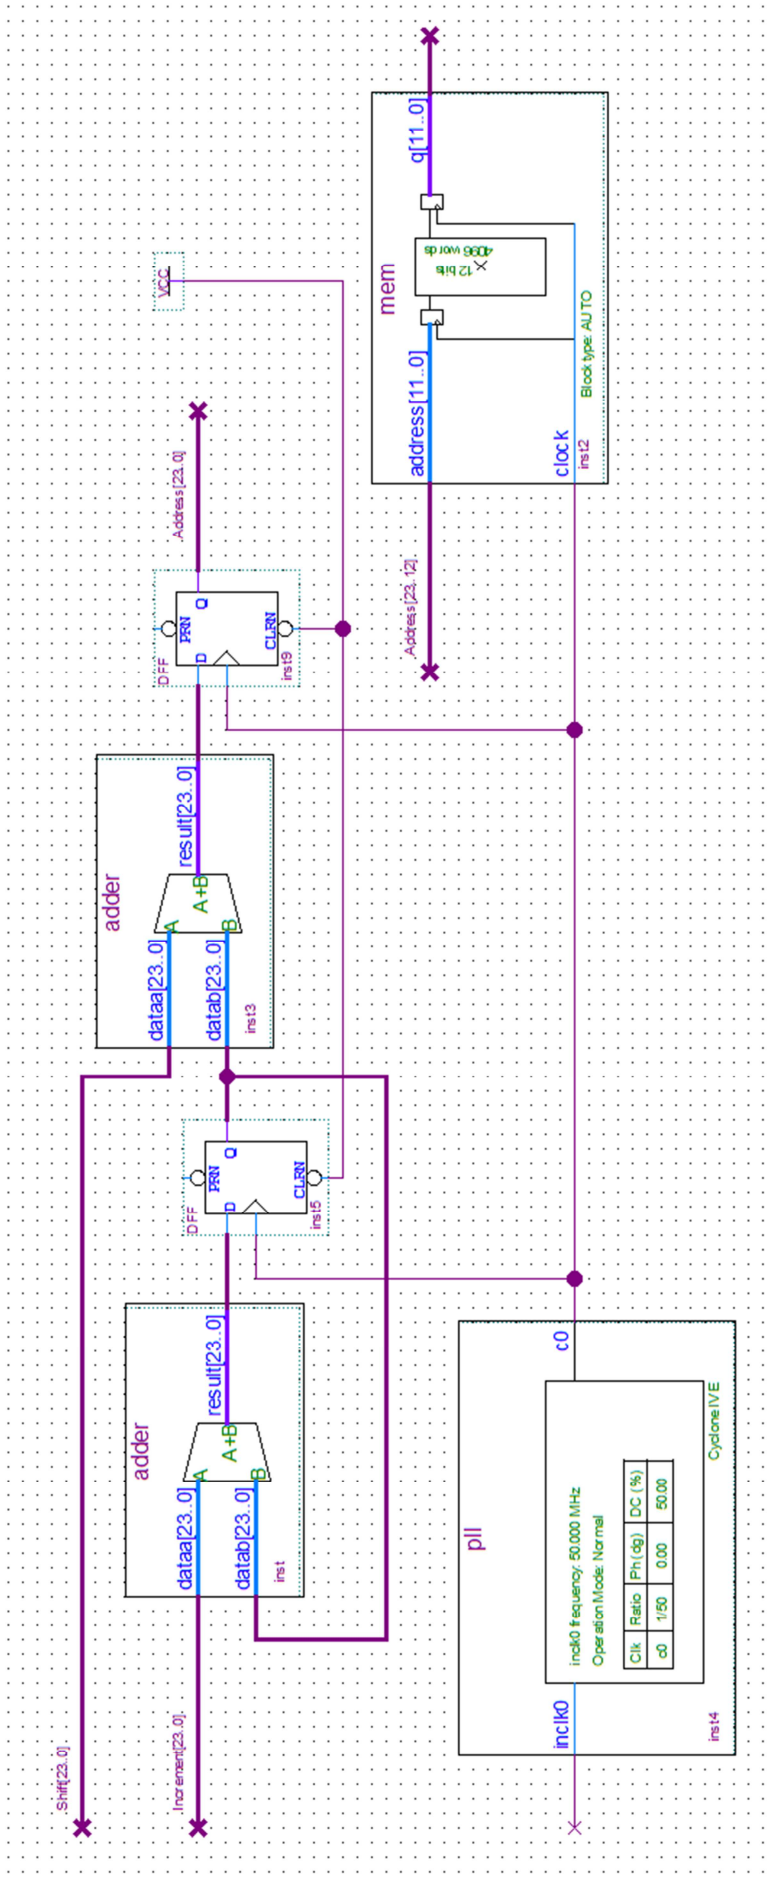 Shift[23..0]
Increment[23..0]
adder
dataa[23..0]
datab[23..0]
A
B
A+B
result[23..0]
inst
DFF
PRN
D
Q
CLRN
inst5
adder
dataa[23..0]
datab[23..0]
A
B
A+B
result[23..0]
inst3
DFF
PRN
D
Q
CLRN
inst9
Address[23..0]
VCC
pll
inclk0
inclk0 frequency: 50.000 MHz
Operation Mode: Normal
Clk Ratio Ph (dg) DC (%)
c0 1/50 0.00 50.00
c0
inst4
Cyclone IV E
Address[23..12]
mem
address[11..0]
12 bits
X
4096 words
q[11..0]
clock
inst2
Block type: AUTO